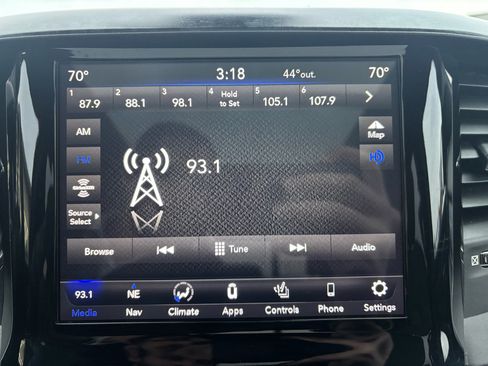 70° 3:18 44°out. 70°
1 2 3 4 5 6
87.9 88.1 98.1 Hold to Set 105.1 107.9
AM
Map
FM
HD
SiriusXM
93.1
Source
Select
Browse Tune Audio
93.1 NE
Media Nav Climate Apps Controls Phone Settings